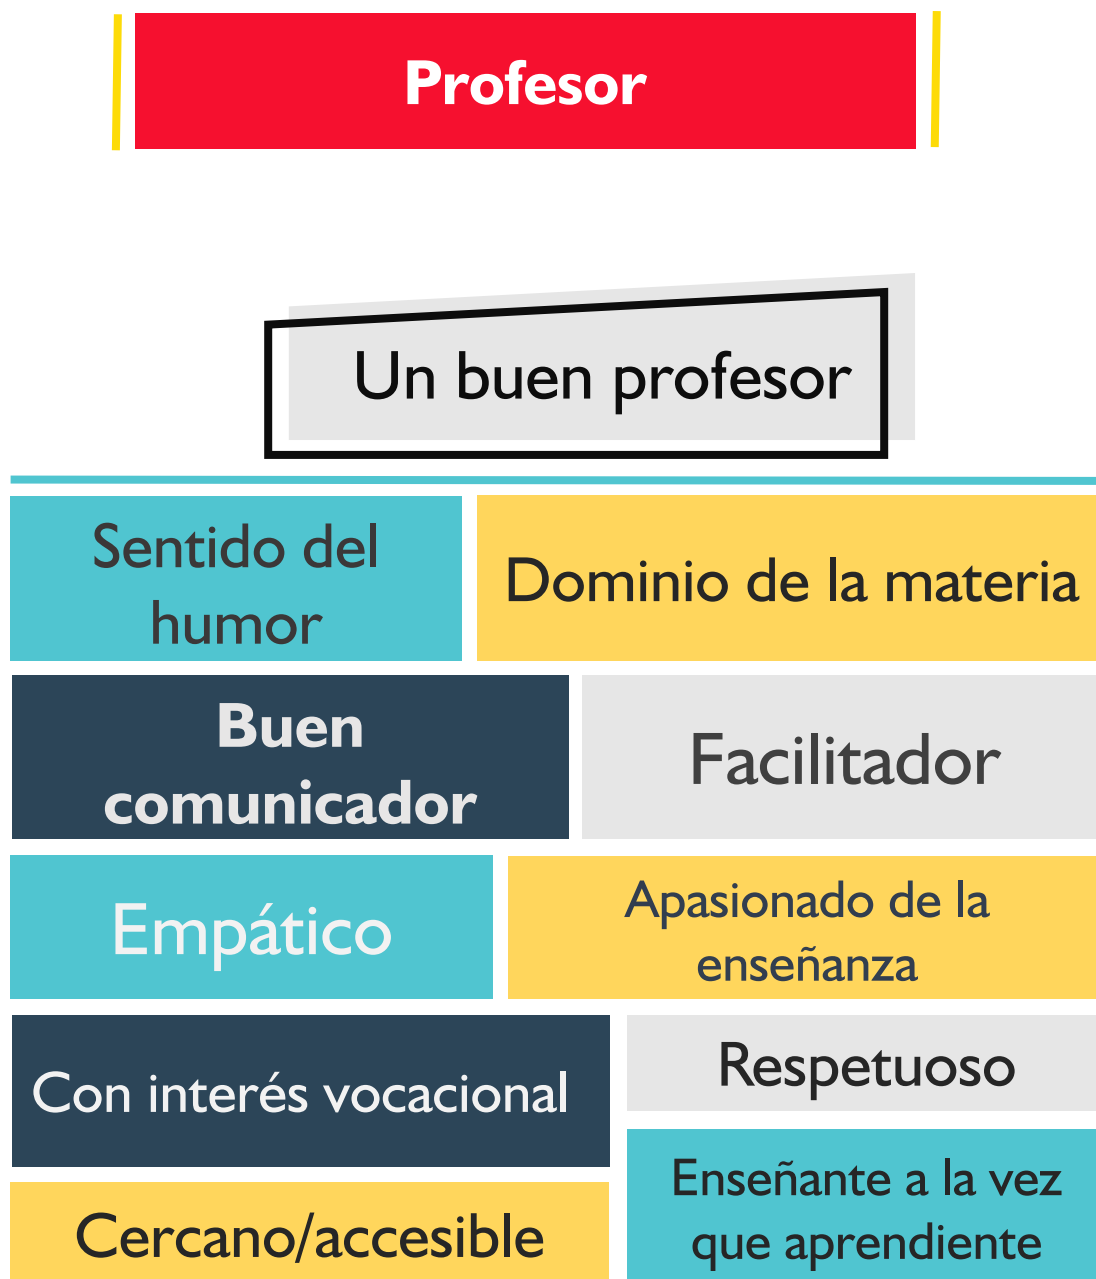 Profesor
Un buen profesor
Sentido del
humor
Dominio de la materia
Buen
comunicador
Facilitador
Empático
Apasionado de la
enseñanza
Con interés vocacional
Respetuoso
Cercano/accesible
Enseñante a la vez
que aprendiente